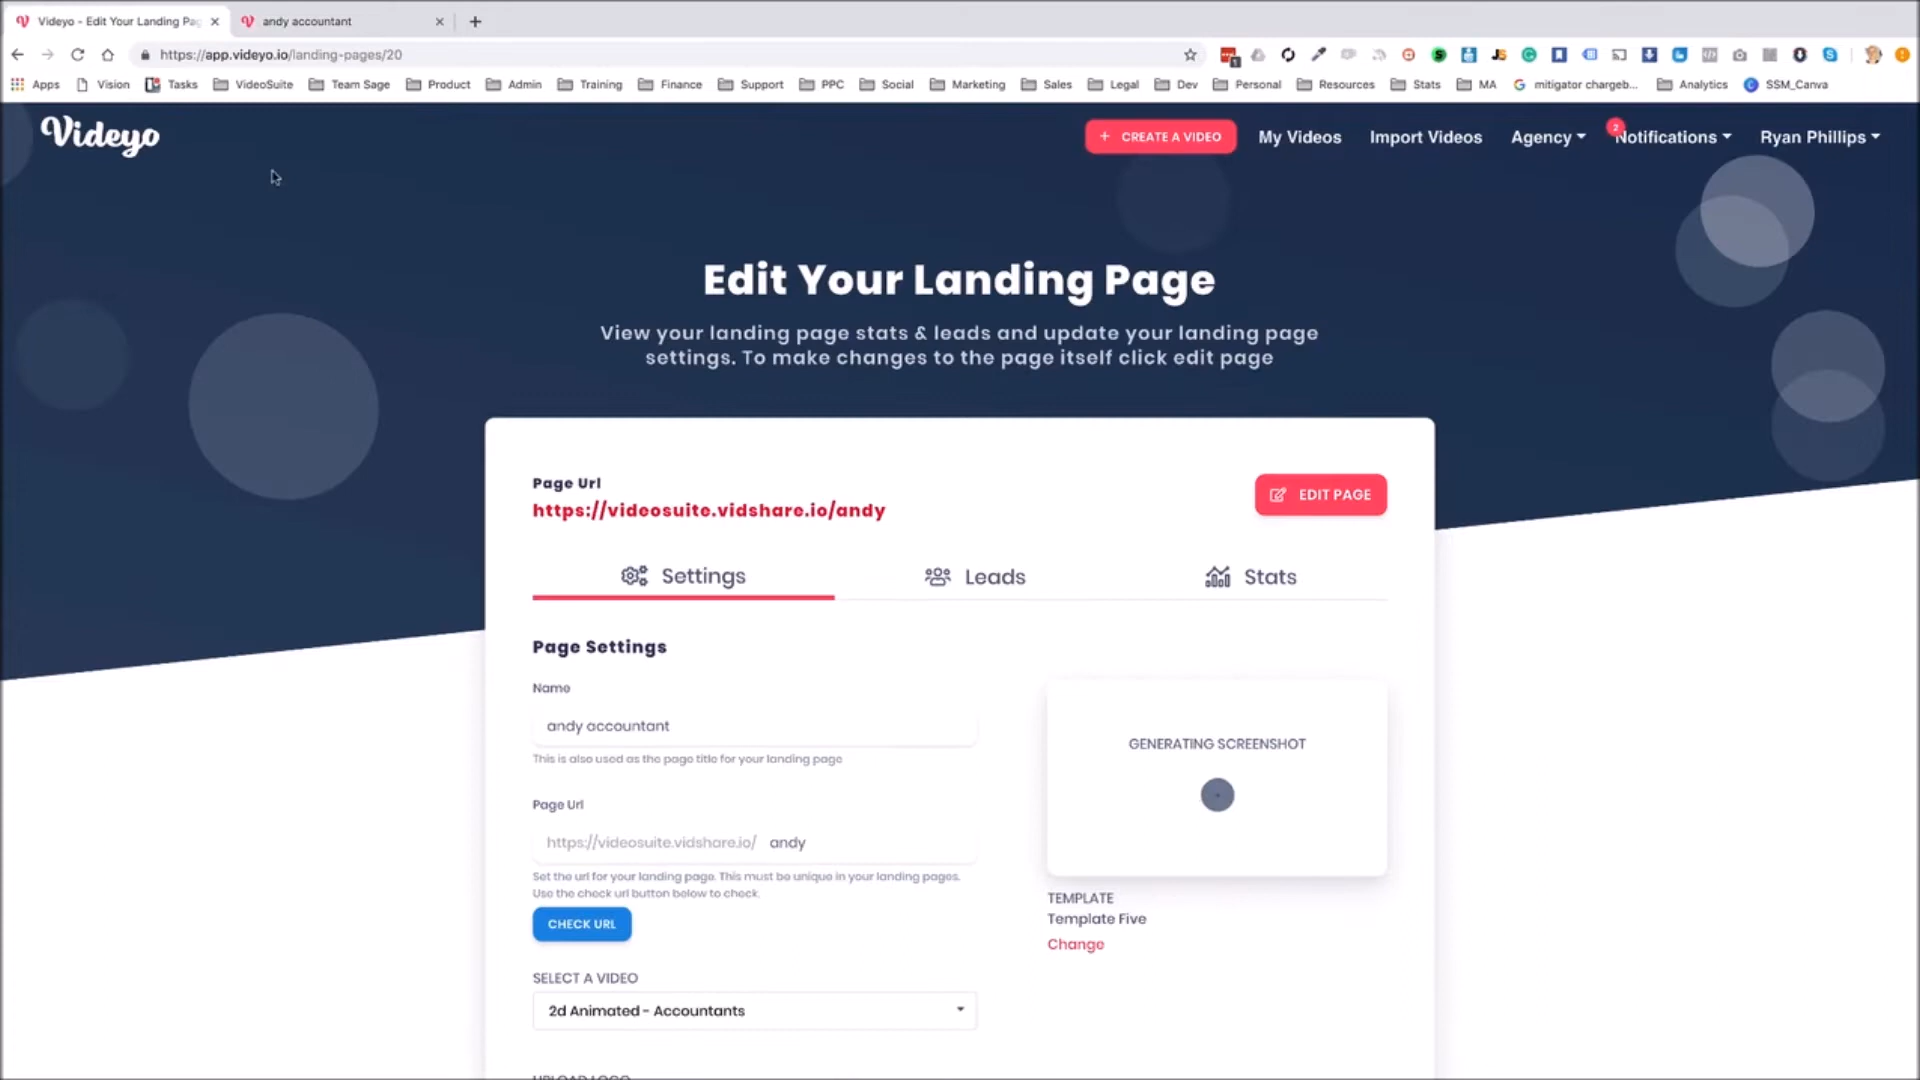 Videyo - Edit Your Landing Pag
andy accountant
https://app.videyo.io/landing-pages/20
Apps
Vision
Tasks
VideoSuite
Team Sage
Product
Admin
Training
Finance
Support
PPC
Social
Marketing
Sales
Legal
Dev
Personal
Resources
Stats
MA
mitigator chargeb...
Analytics
SSM_Canva
Videyo
+ CREATE A VIDEO
My Videos
Import Videos
Agency
2
Notifications
Ryan Phillips
Edit Your Landing Page
View your landing page stats & leads and update your landing page
settings. To make changes to the page itself click edit page
Page Url
https://videosuite.vidshare.io/andy
EDIT PAGE
Settings
Leads
Stats
Page Settings
Name
andy accountant
This is also used as the page title for your landing page
GENERATING SCREENSHOT
Page Url
https://videosuite.vidshare.io/ andy
Set the url for your landing page. This must be unique in your landing pages.
Use the check url button below to check.
CHECK URL
TEMPLATE
Template Five
Change
SELECT A VIDEO
2d Animated - Accountants
UPLOAD LOGO